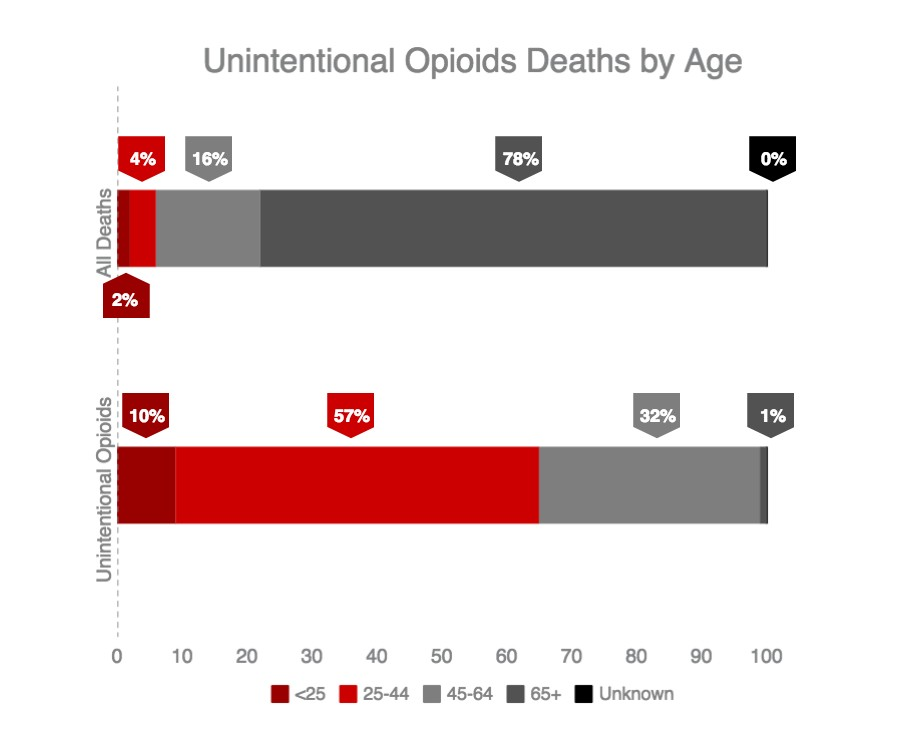 Unintentional Opioids Deaths by Age
4% 16% 78% 0%
All Deaths
2%
10% 57% 32% 1%
Unintentional Opioids
0 10 20 30 40 50 60 70 80 90 100
<25 25-44 45-64 65+ Unknown